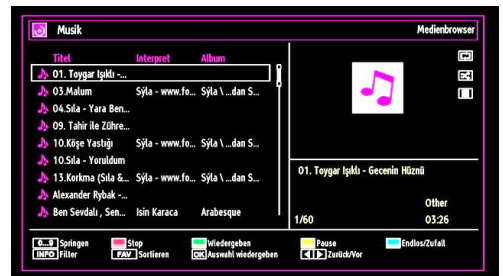 Musik Medienbrowser
Titel Interpret Album
01. Toygar Işıklı -...
03.Malum Sýla - www.fo... Sýla \ ...dan S...
04.Sıla - Yara Ben...
09. Tahir ile Zühre...
10.Köşe Yastığı Sýla - www.fo... Sýla \ ...dan S...
10.Sıla - Yoruldum
13.Korkma (Sıla &... Sýla - www.fo... Sýla \ ...dan S...
Alexander Rybak -...
Ben Sevdalı , Sen... Isin Karaca Arabesque
01. Toygar Işıklı - Gecenin Hüznü
Other
1/60 03:26
0...9 Springen Stop Wiedergeben Pause Endlos/Zufall
INFO Filter FAV Sortieren OK Auswahl wiedergeben Zurück/Vor